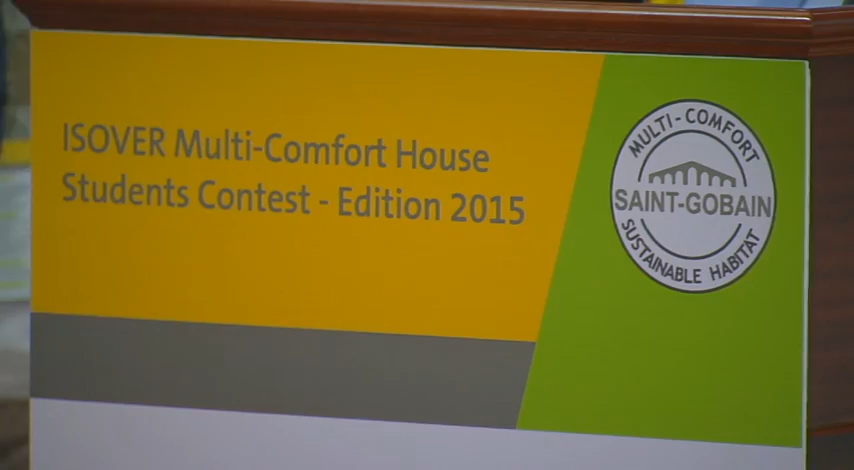 ISOVER Multi-Comfort House
Students Contest - Edition 2015
MULTI-COMFORT
SAINT-GOBAIN
SUSTAINABLE HABITAT